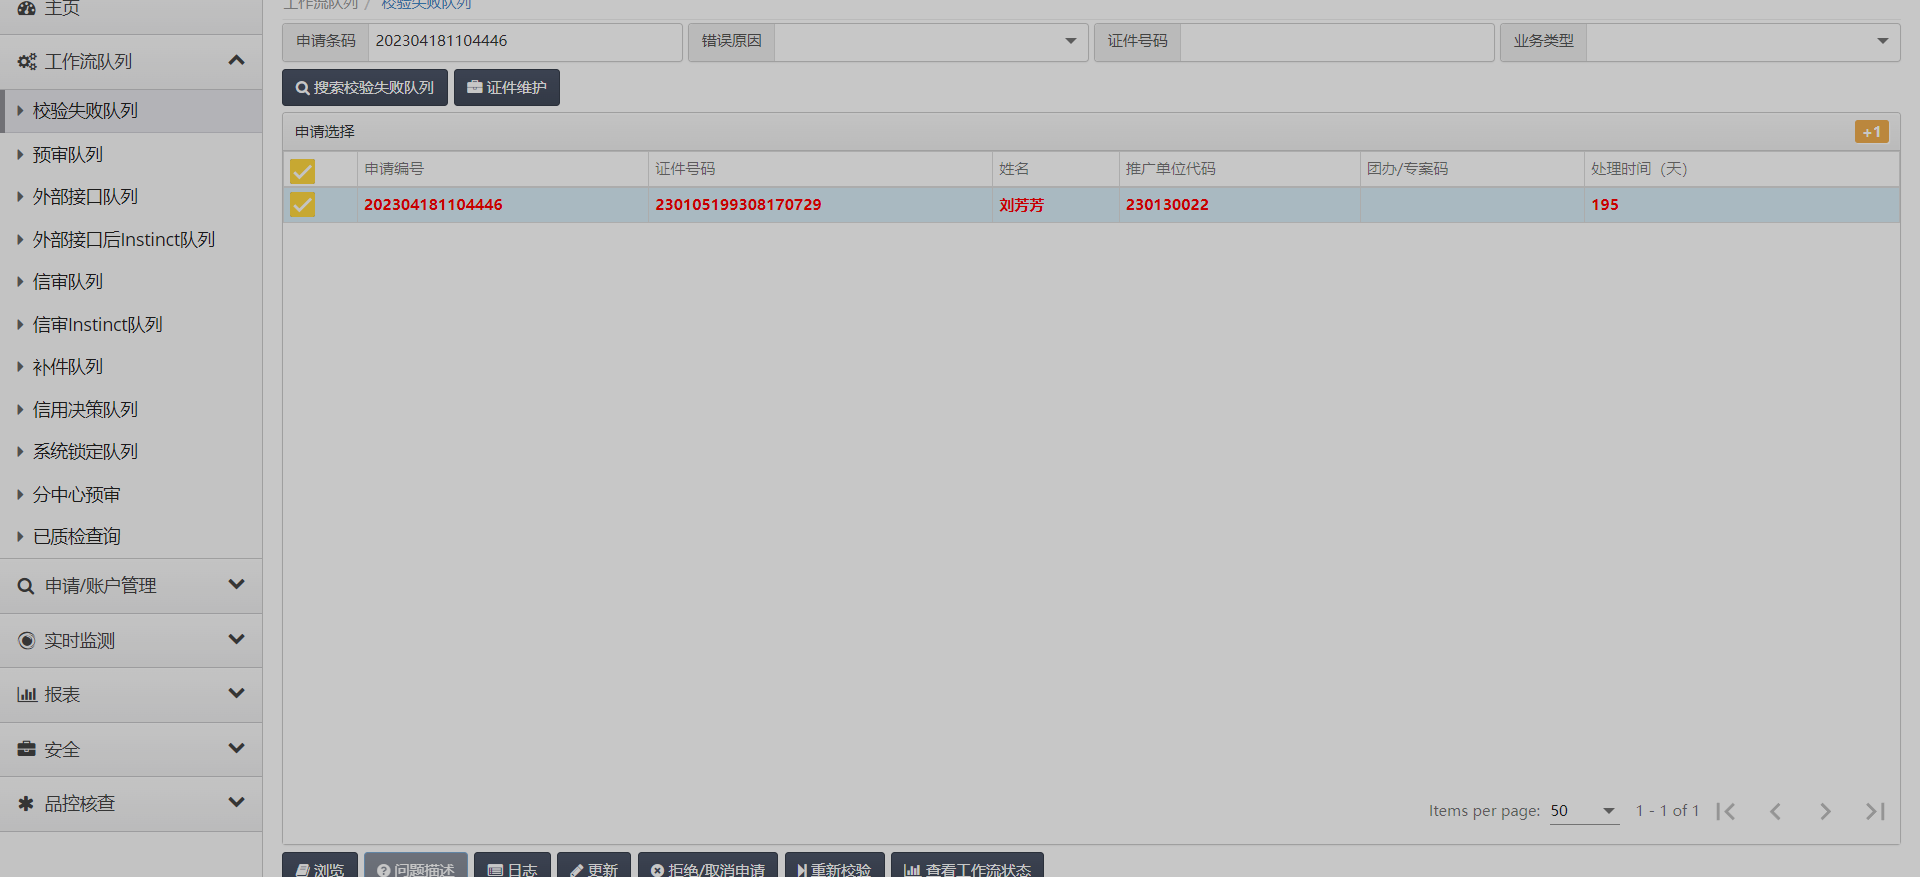 主页
工作流队列
校验失败队列
预审队列
外部接口队列
外部接口后Instinct队列
信审队列
信审Instinct队列
补件队列
信用决策队列
系统锁定队列
分中心预审
已质检查询
申请/账户管理
实时监测
报表
安全
品控核查
工作流队列 / 校验失败队列
申请条码 202304181104446 错误原因 证件号码 业务类型
搜索校验失败队列 证件维护
申请选择 +1
申请编号 证件号码 姓名 推广单位代码 团办/专案码 处理时间（天）
202304181104446 230105199308170729 刘芳芳 230130022 195
Items per page: 50 1 - 1 of 1
浏览 问题描述 日志 更新 拒绝/取消申请 重新校验 查看工作流状态